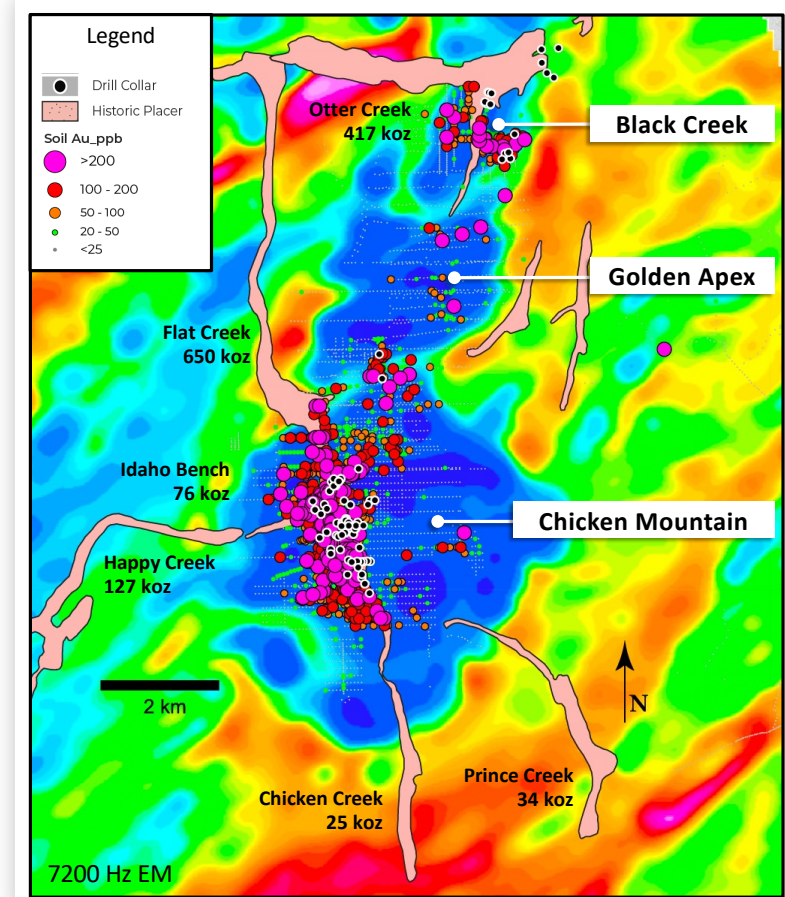 Legend
Drill Collar
Historic Placer
Soil Au_ppb
>200
100 - 200
50 - 100
20 - 50
<25
Otter Creek
417 koz
Black Creek
Golden Apex
Flat Creek
650 koz
Idaho Bench
76 koz
Chicken Mountain
Happy Creek
127 koz
2 km
N
Prince Creek
34 koz
Chicken Creek
25 koz
7200 Hz EM